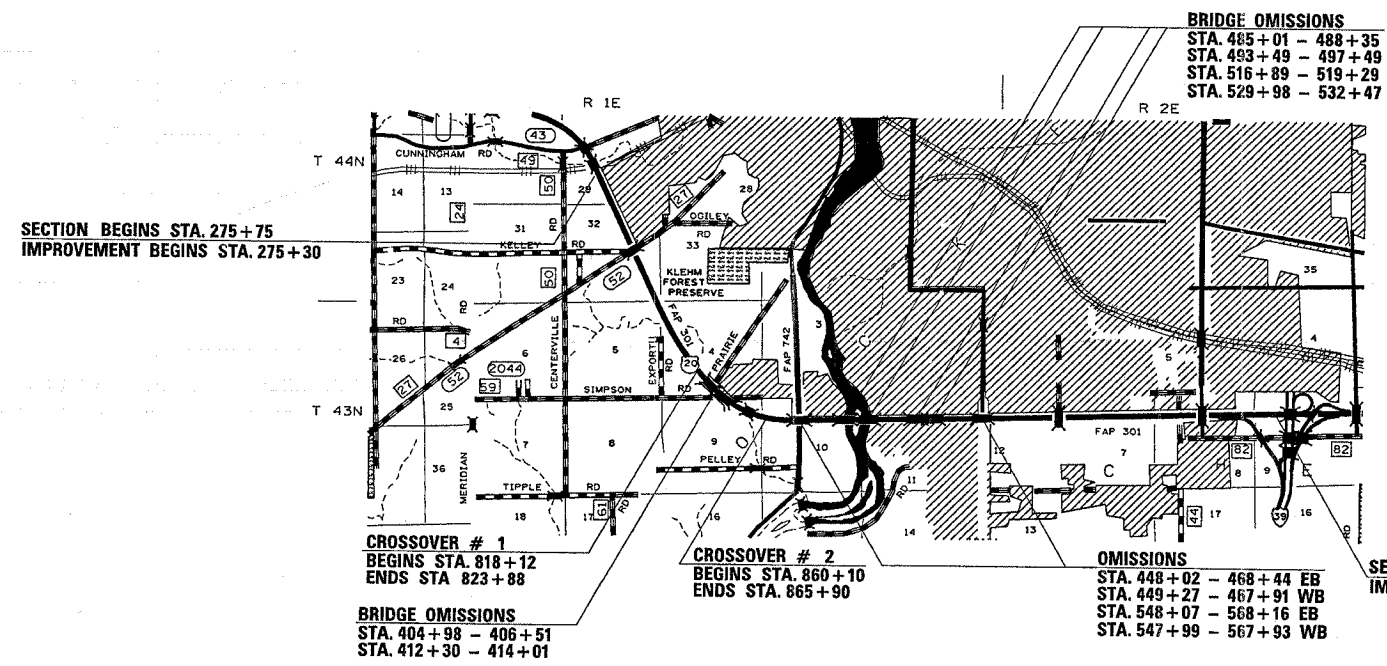 BRIDGE OMISSIONS
STA. 485+01 - 488+35
STA. 493+49 - 497+49
STA. 516+89 - 519+29
STA. 529+98 - 532+47
R 1E
R 2E
T 44N
43
CUNNINGHAM RD
49
14
13
50
29
28
27
24
31
RD
32
OGILEY
RD
33
SECTION BEGINS STA. 275+75
IMPROVEMENT BEGINS STA. 275+30
KELLEY RD
35
23
24
50
52
KLEHM
FOREST
PRESERVE
RD
RD
4
FAP 301
FAP 742
3
26
6
CENTERVILLE
5
EXPORT
RD
4
PRAIRIE
5
4
20
2044
27
52
59
SIMPSON
RD
T 43N
25
FAP 301
7
8
9
O
10
12
7
C
82
82
36
MERIDIAN
PELLEY RD
11
RD
H
8
9
E
TIPPLE RD
18
17
61
RD
16
14
13
44
17
39
16
RD
CROSSOVER # 1
BEGINS STA. 818+12
ENDS STA 823+88
CROSSOVER # 2
BEGINS STA. 860+10
ENDS STA. 865+90
OMISSIONS
STA. 448+02 - 468+44 EB
STA. 449+27 - 467+91 WB
STA. 548+07 - 568+16 EB
STA. 547+99 - 567+93 WB
SE
IM
BRIDGE OMISSIONS
STA. 404+98 - 406+51
STA. 412+30 - 414+01